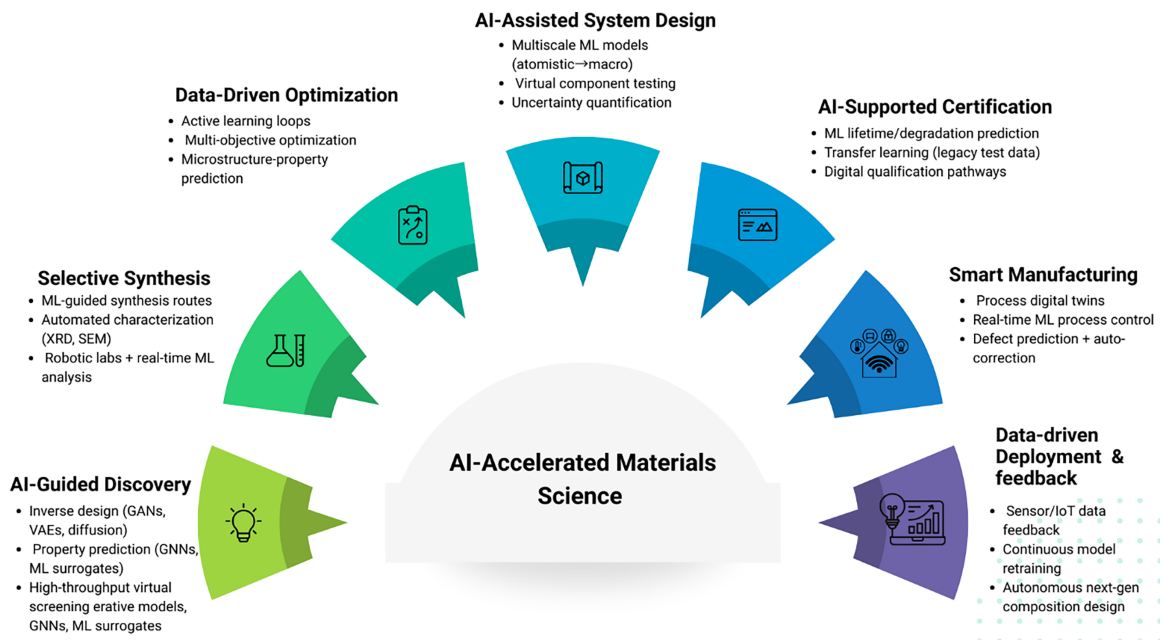 AI-Assisted System Design
• Multiscale ML models
(atomistic→macro)
• Virtual component testing
• Uncertainty quantification
Data-Driven Optimization
• Active learning loops
• Multi-objective optimization
• Microstructure-property
prediction
AI-Supported Certification
• ML lifetime/degradation prediction
• Transfer learning (legacy test data)
• Digital qualification pathways
Selective Synthesis
• ML-guided synthesis routes
• Automated characterization
(XRD, SEM)
• Robotic labs + real-time ML
analysis
Smart Manufacturing
• Process digital twins
• Real-time ML process control
• Defect prediction + auto-
correction
AI-Guided Discovery
• Inverse design (GANs,
VAEs, diffusion)
• Property prediction (GNNs,
ML surrogates)
• High-throughput virtual
screening erative models,
GNNs, ML surrogates
AI-Accelerated Materials
Science
Data-driven
Deployment &
feedback
• Sensor/IoT data
feedback
• Continuous model
retraining
• Autonomous next-gen
composition design